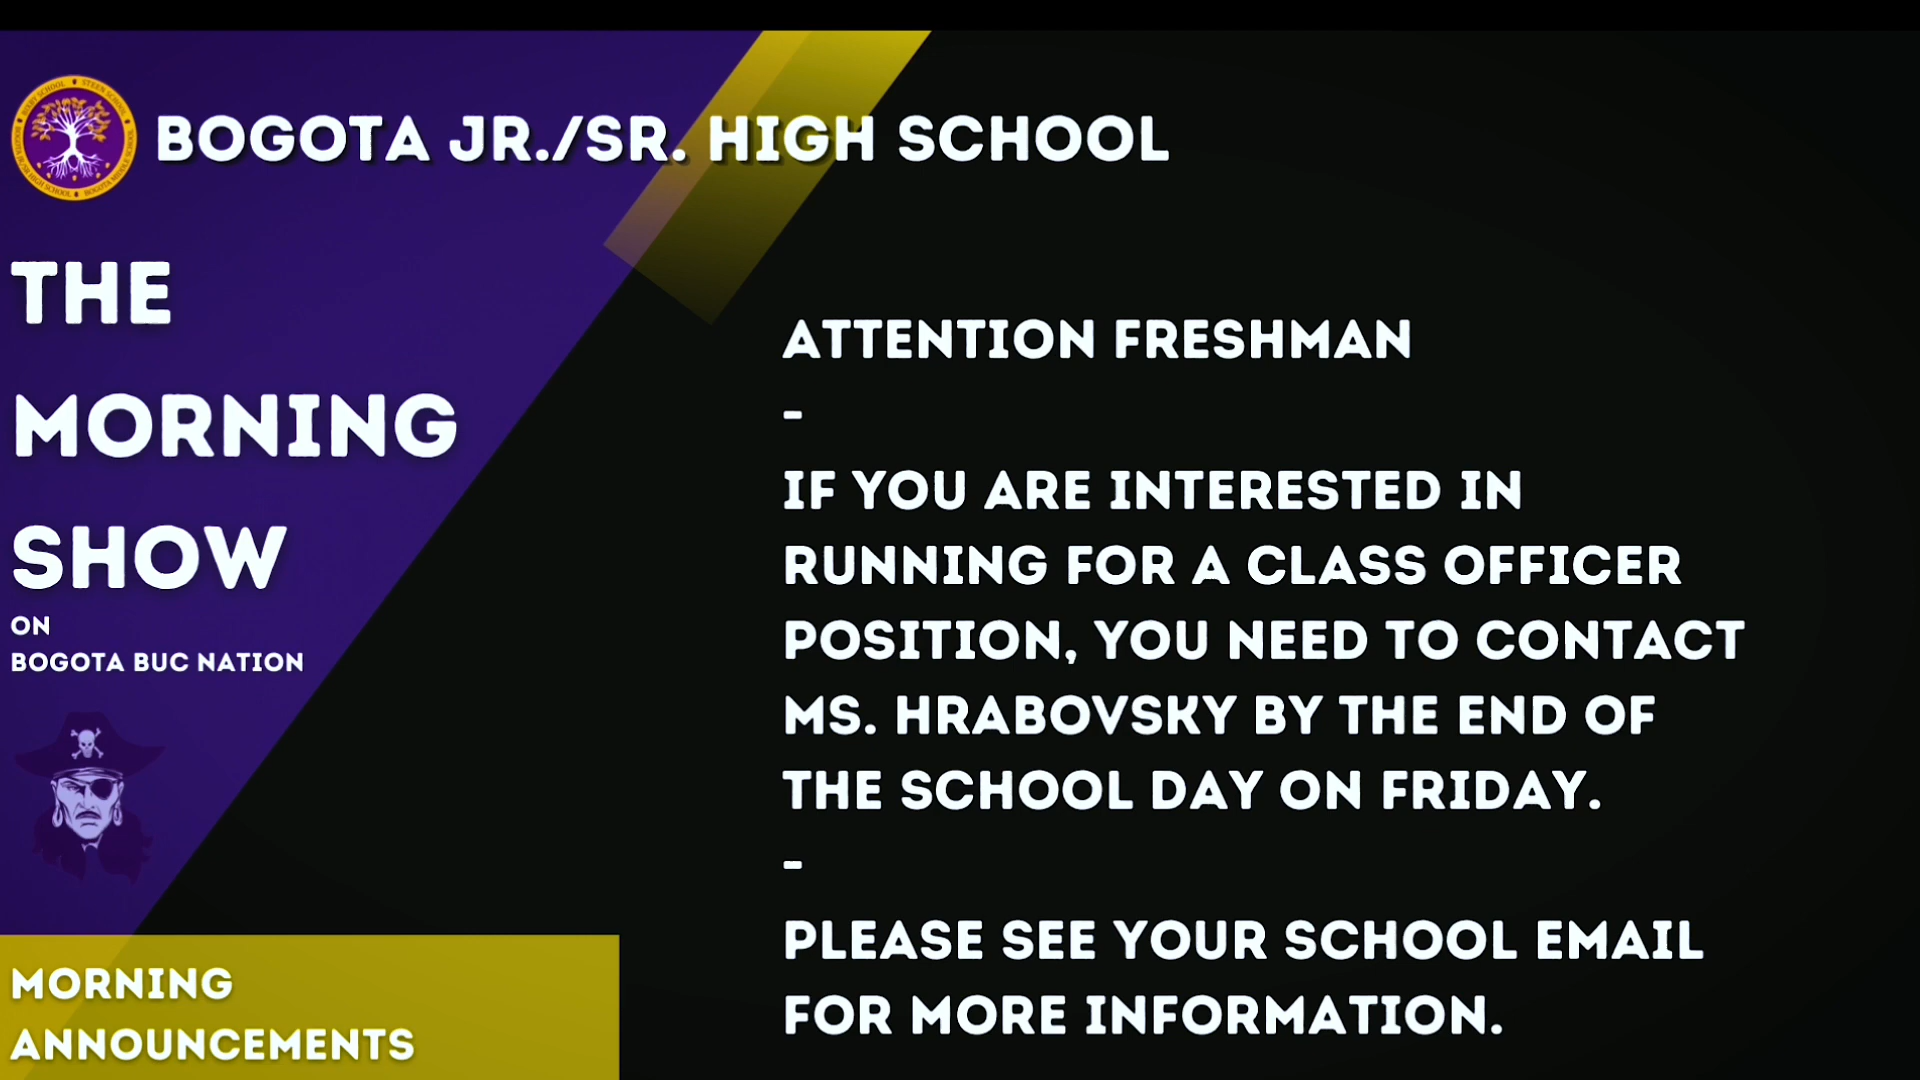 BOGOTA JR./SR. HIGH SCHOOL
THE
MORNING
SHOW
ON
BOGOTA BUC NATION
MORNING
ANNOUNCEMENTS
ATTENTION FRESHMAN
-
IF YOU ARE INTERESTED IN
RUNNING FOR A CLASS OFFICER
POSITION, YOU NEED TO CONTACT
MS. HRABOVSKY BY THE END OF
THE SCHOOL DAY ON FRIDAY.
-
PLEASE SEE YOUR SCHOOL EMAIL
FOR MORE INFORMATION.